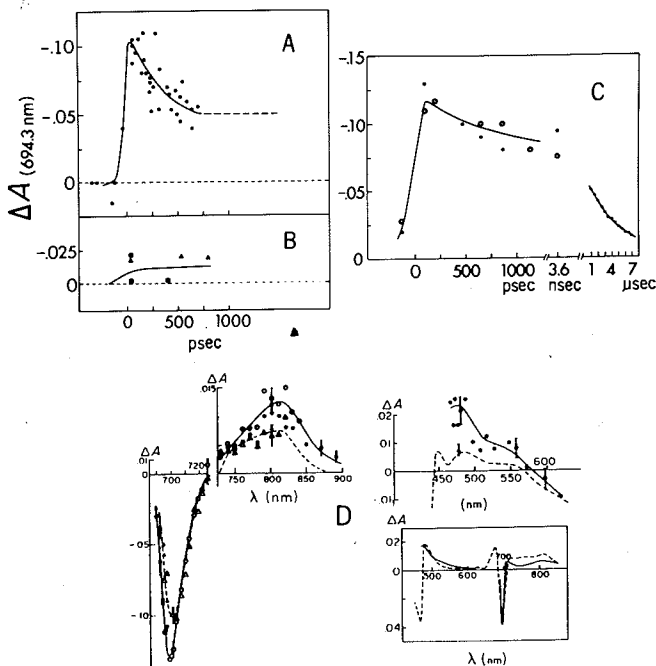 A
-.10
-.05
0
ΔA (694.3 nm)
B
-.025
0
0 500 1000
psec
C
-.15
-.10
-.05
0
0 500 1000 3.6 1 4 7
psec nsec µsec
D
ΔA
.015
750 800 850 900
λ (nm)
ΔA
.01
0
-.05
-.10
700
720
ΔA
.02
.01
0
.01
450 500 550
600
(nm)
ΔA
.02
0
.04
500 600 700 800
λ (nm)